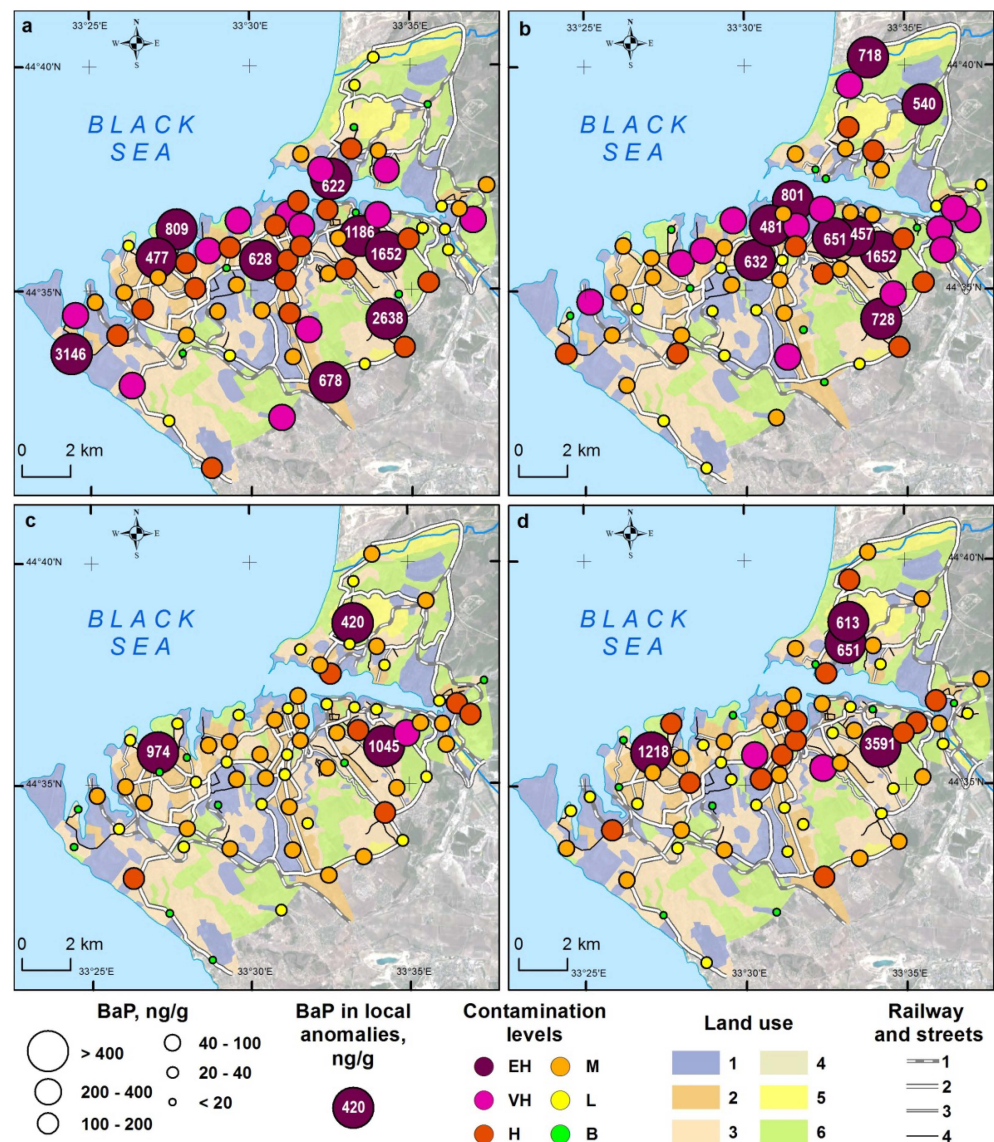 a
33°25'E
33°30'E
33°35'E
N
W E
S
44°40'N
BLACK
SEA
622
809
477
628
1186
1652
44°35'N
2638
3146
678
0 2 km
b
33°25'E
33°30'E
33°35'E
N
W E
S
718
44°40'N
540
BLACK
SEA
801
481
651
457
632
1652
44°35'N
728
0 2 km
c
N
W E
S
44°40'N
BLACK
SEA
420
974
1045
44°35'N
0 2 km
33°25'E
33°30'E
33°35'E
d
N
W E
S
44°40'N
BLACK
SEA
613
651
1218
3591
44°35'N
0 2 km
33°25'E
33°30'E
33°35'E
BaP, ng/g
> 400
200 - 400
100 - 200
40 - 100
20 - 40
< 20
BaP in local
anomalies,
ng/g
420
Contamination
levels
EH
VH
H
M
L
B
Land use
1
2
3
4
5
6
Railway
and streets
1
2
3
4